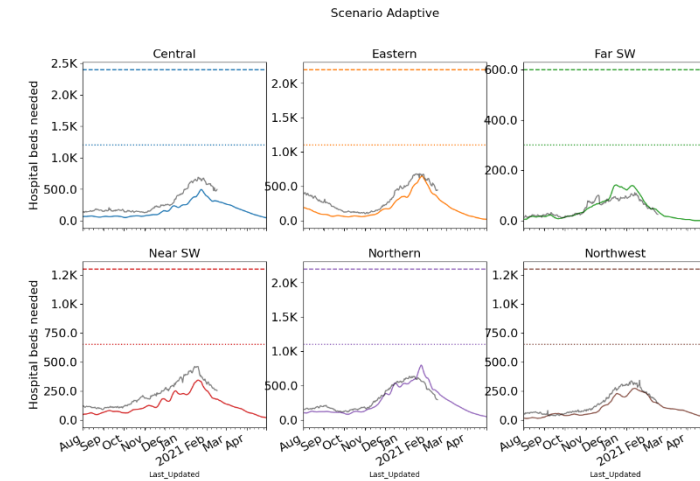 Scenario Adaptive
Central
Eastern
Far SW
2.5K
2.0K
1.5K
1.0K
500.0
0.0
Hospital beds needed
2.0K
1.5K
1.0K
500.0
0.0
600.0
400.0
200.0
0.0
Near SW
Northern
Northwest
1.2K
1.0K
750.0
500.0
250.0
0.0
Hospital beds needed
2.0K
1.5K
1.0K
500.0
0.0
1.2K
1.0K
750.0
500.0
250.0
0.0
Aug Sep Oct Nov Dec Jan 2021 Feb Mar Apr
Aug Sep Oct Nov Dec Jan 2021 Feb Mar Apr
Aug Sep Oct Nov Dec Jan 2021 Feb Mar Apr
Last_Updated
Last_Updated
Last_Updated